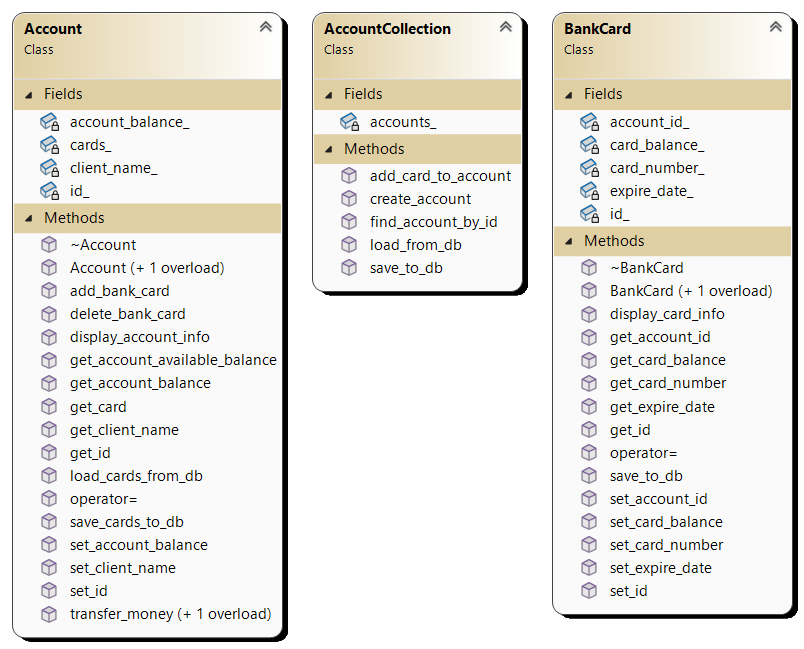 Account
Class
Fields
account_balance_
cards_
client_name_
id_
Methods
~Account
Account (+ 1 overload)
add_bank_card
delete_bank_card
display_account_info
get_account_available_balance
get_account_balance
get_card
get_client_name
get_id
load_cards_from_db
operator=
save_cards_to_db
set_account_balance
set_client_name
set_id
transfer_money (+ 1 overload)
AccountCollection
Class
Fields
accounts_
Methods
add_card_to_account
create_account
find_account_by_id
load_from_db
save_to_db
BankCard
Class
Fields
account_id_
card_balance_
card_number_
expire_date_
id_
Methods
~BankCard
BankCard (+ 1 overload)
display_card_info
get_account_id
get_card_balance
get_card_number
get_expire_date
get_id
operator=
save_to_db
set_account_id
set_card_balance
set_card_number
set_expire_date
set_id